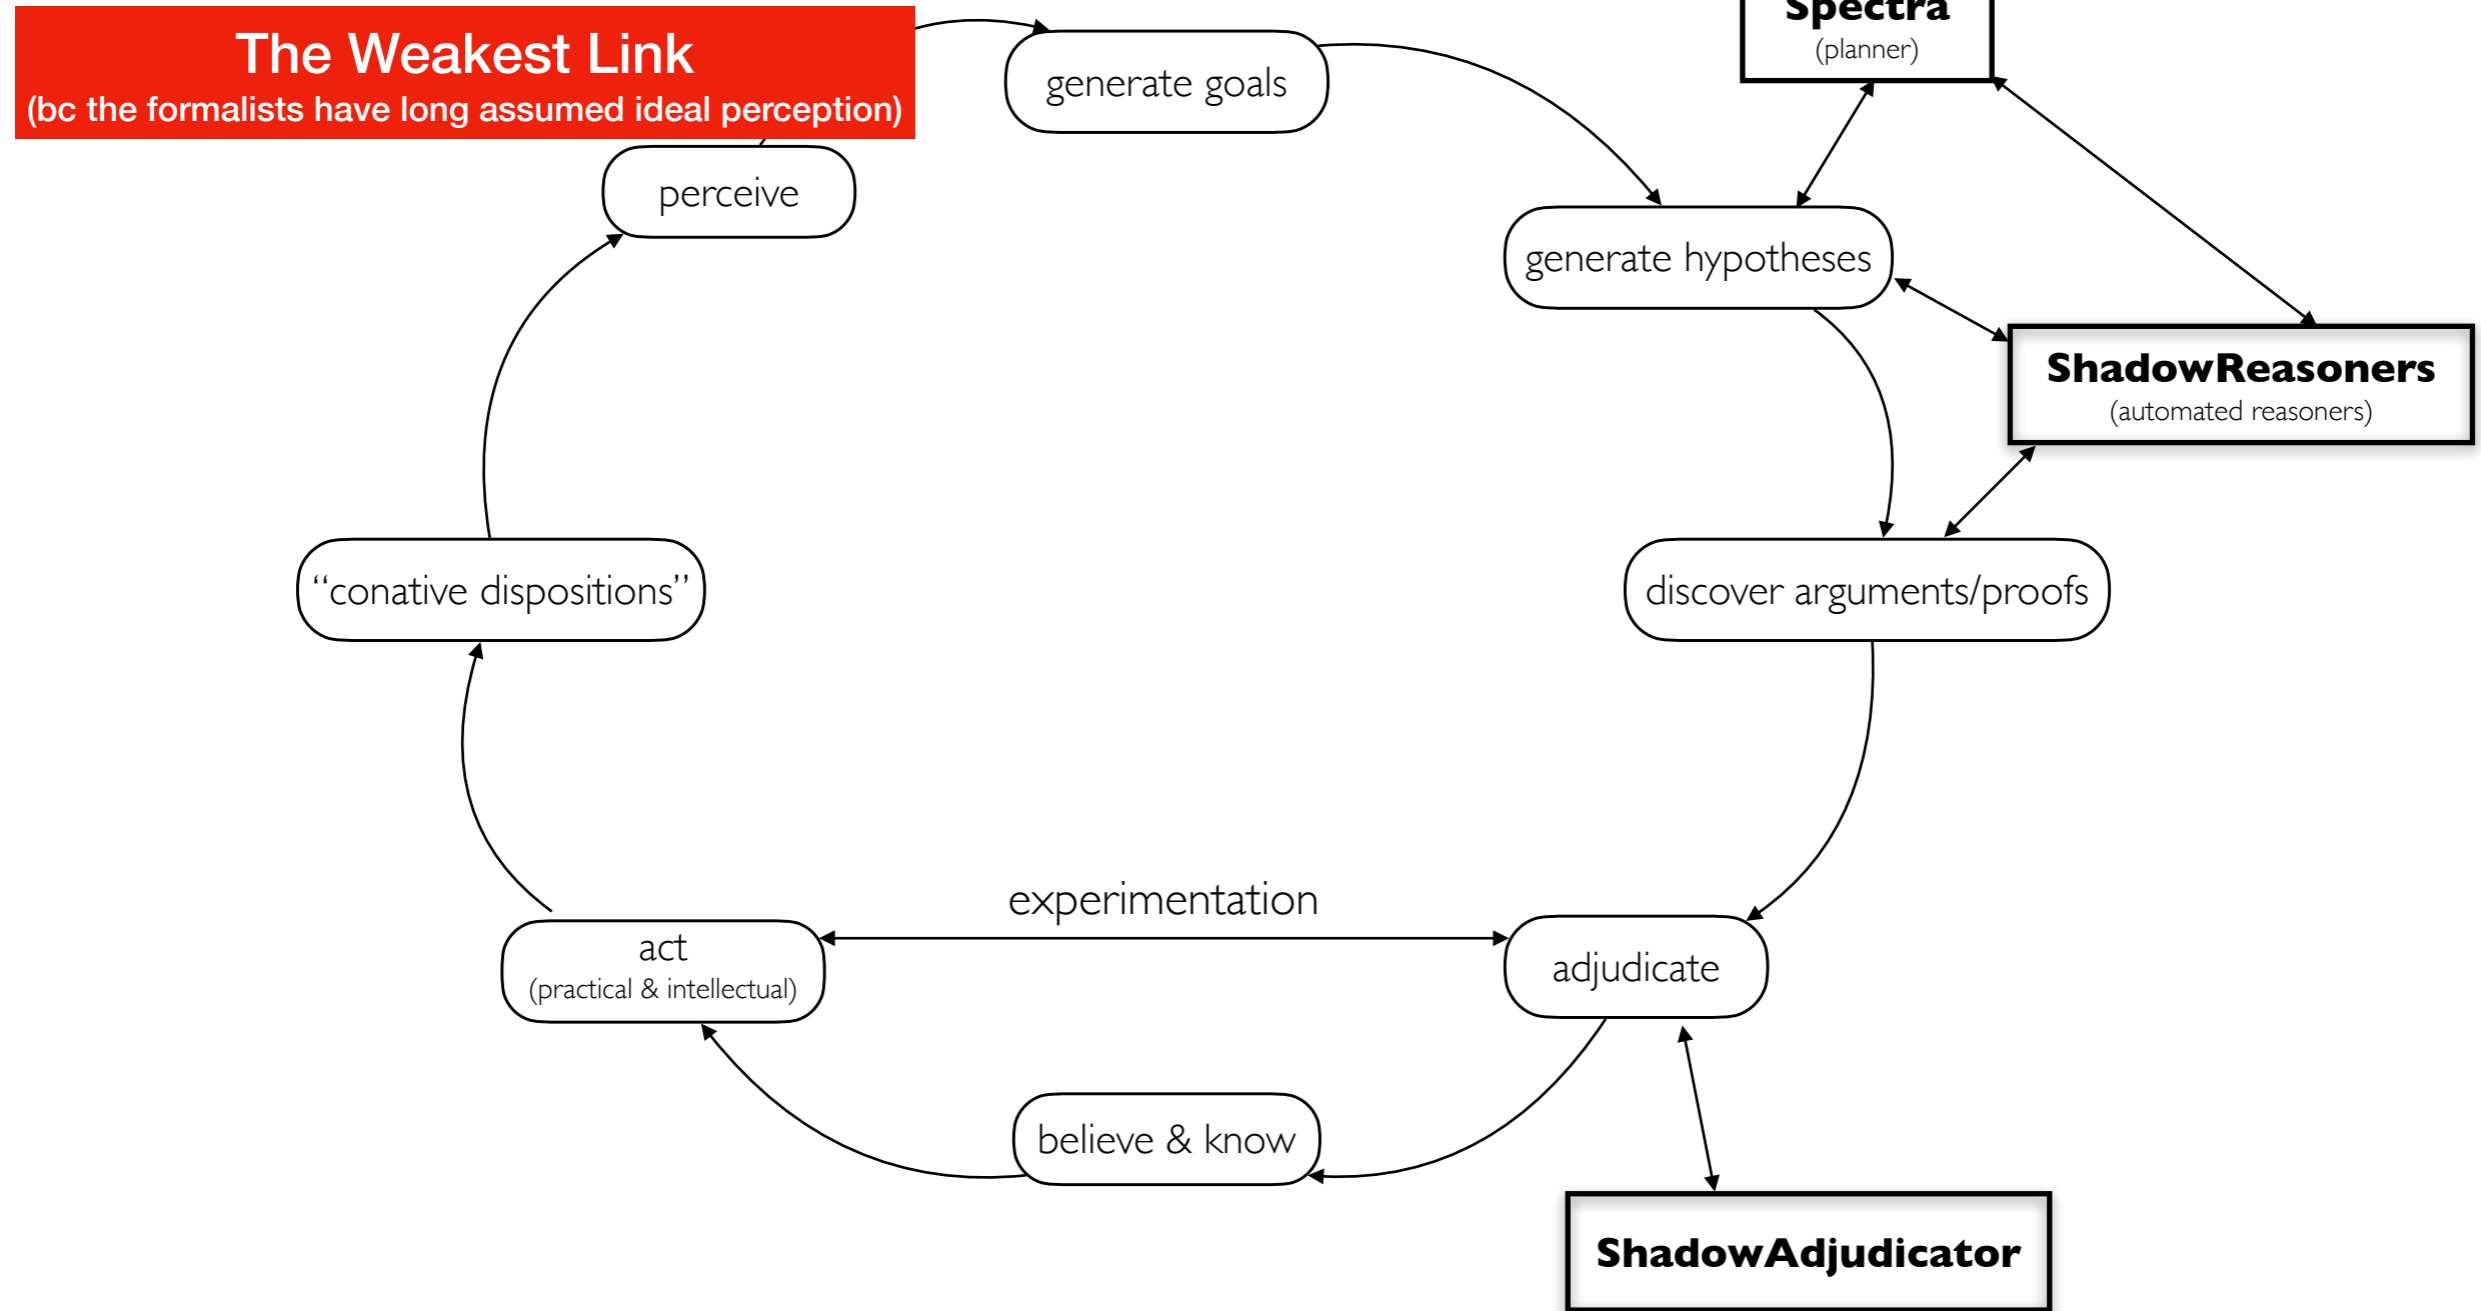 The Weakest Link
(bc the formalists have long assumed ideal perception)
Spectra
(planner)
generate goals
perceive
generate hypotheses
ShadowReasoners
(automated reasoners)
“conative dispositions”
discover arguments/proofs
experimentation
act
(practical & intellectual)
adjudicate
believe & know
ShadowAdjudicator